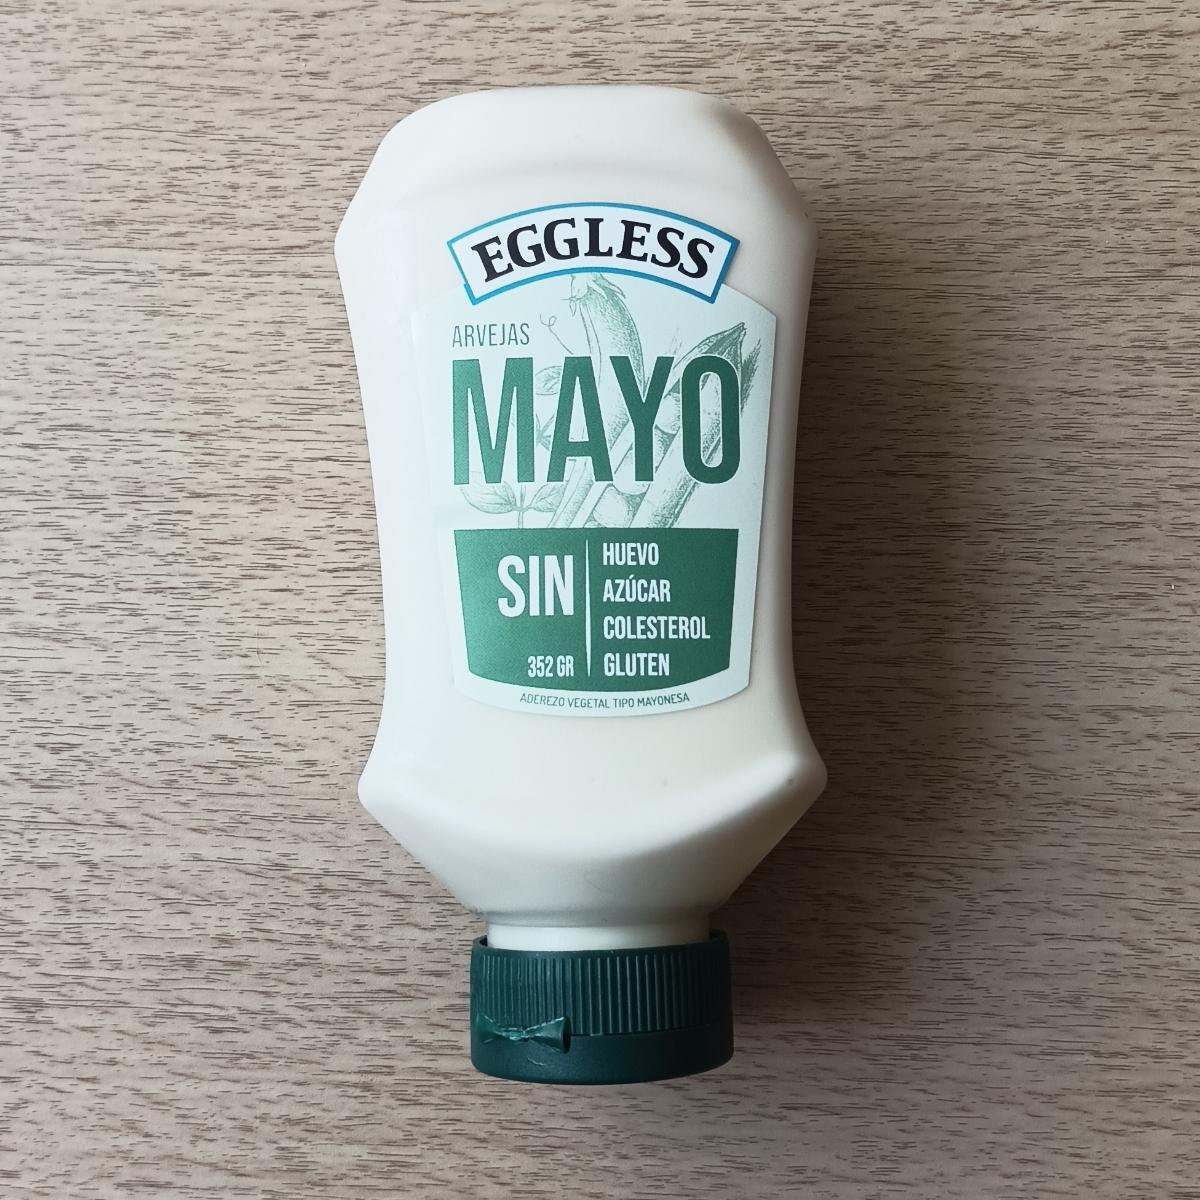 EGGLESS
ARVEJAS
MAYO
SIN
HUEVO
AZÚCAR
COLESTEROL
GLUTEN
352 GR
ADEREZO VEGETAL TIPO MAYONESA